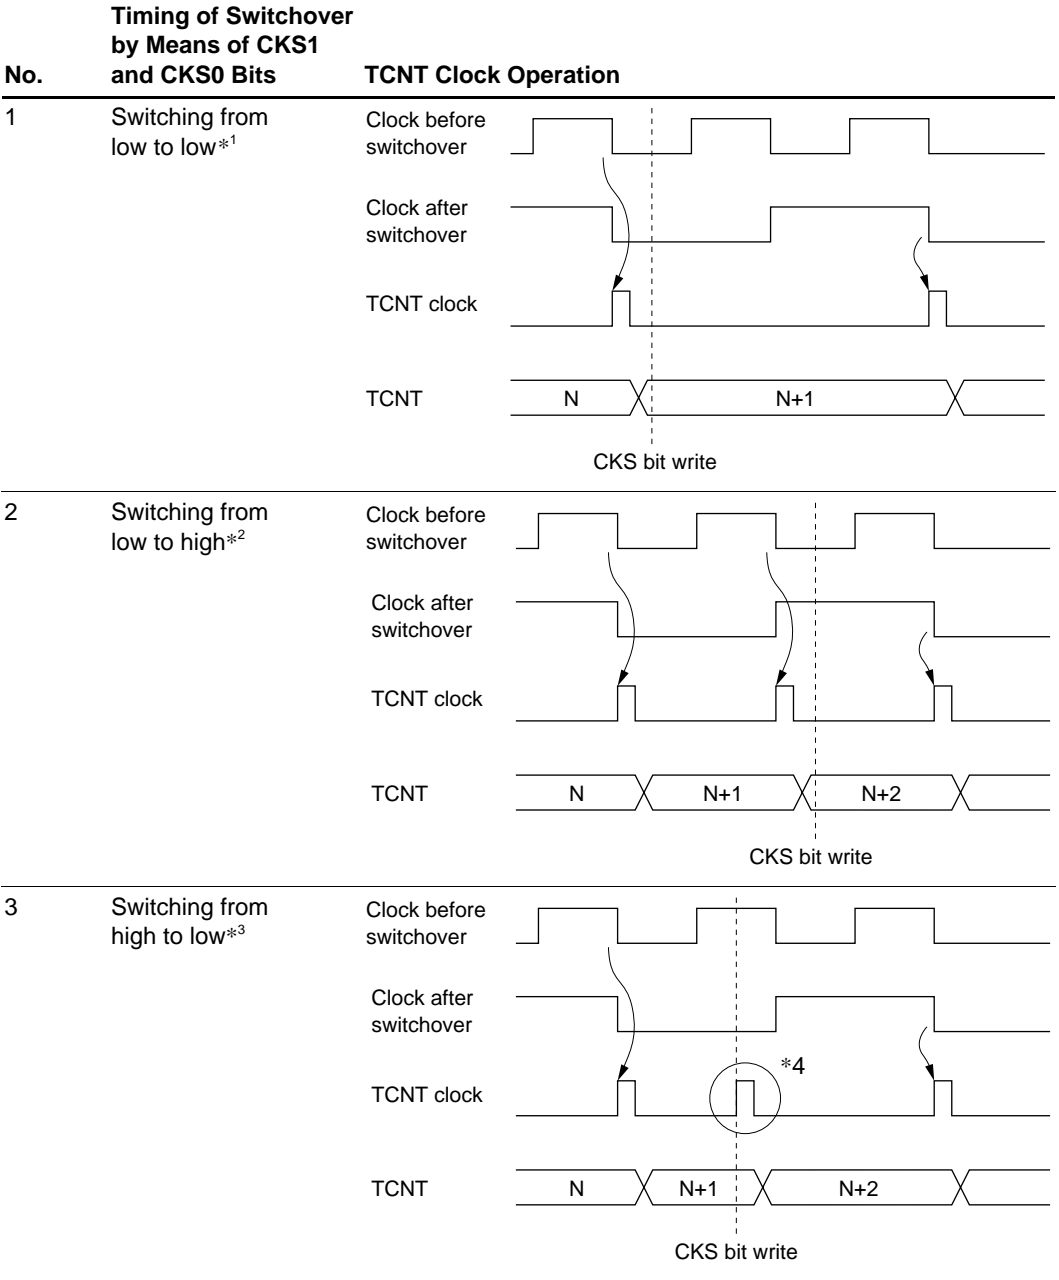 No.
Timing of Switchover
by Means of CKS1
and CKS0 Bits
TCNT Clock Operation
1
Switching from
low to low*1
Clock before
switchover
Clock after
switchover
TCNT clock
TCNT
N
N+1
CKS bit write
2
Switching from
low to high*2
Clock before
switchover
Clock after
switchover
TCNT clock
TCNT
N
N+1
N+2
CKS bit write
3
Switching from
high to low*3
Clock before
switchover
Clock after
switchover
*4
TCNT clock
TCNT
N
N+1
N+2
CKS bit write